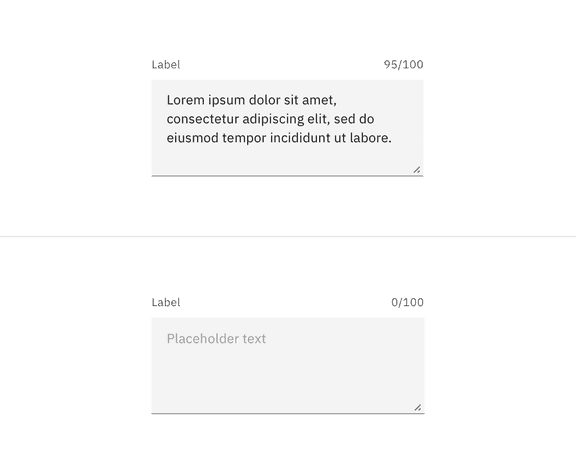 Label 95/100
Lorem ipsum dolor sit amet,
consectetur adipiscing elit, sed do
eiusmod tempor incididunt ut labore.
Label 0/100
Placeholder text